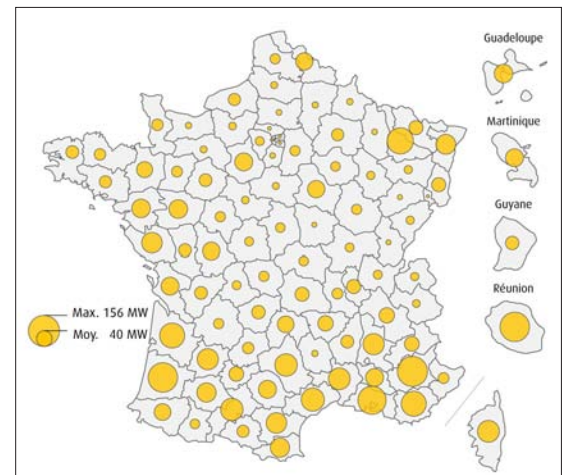 Guadeloupe
Martinique
Guyane
Réunion
Max. 156 MW
Moy. 40 MW